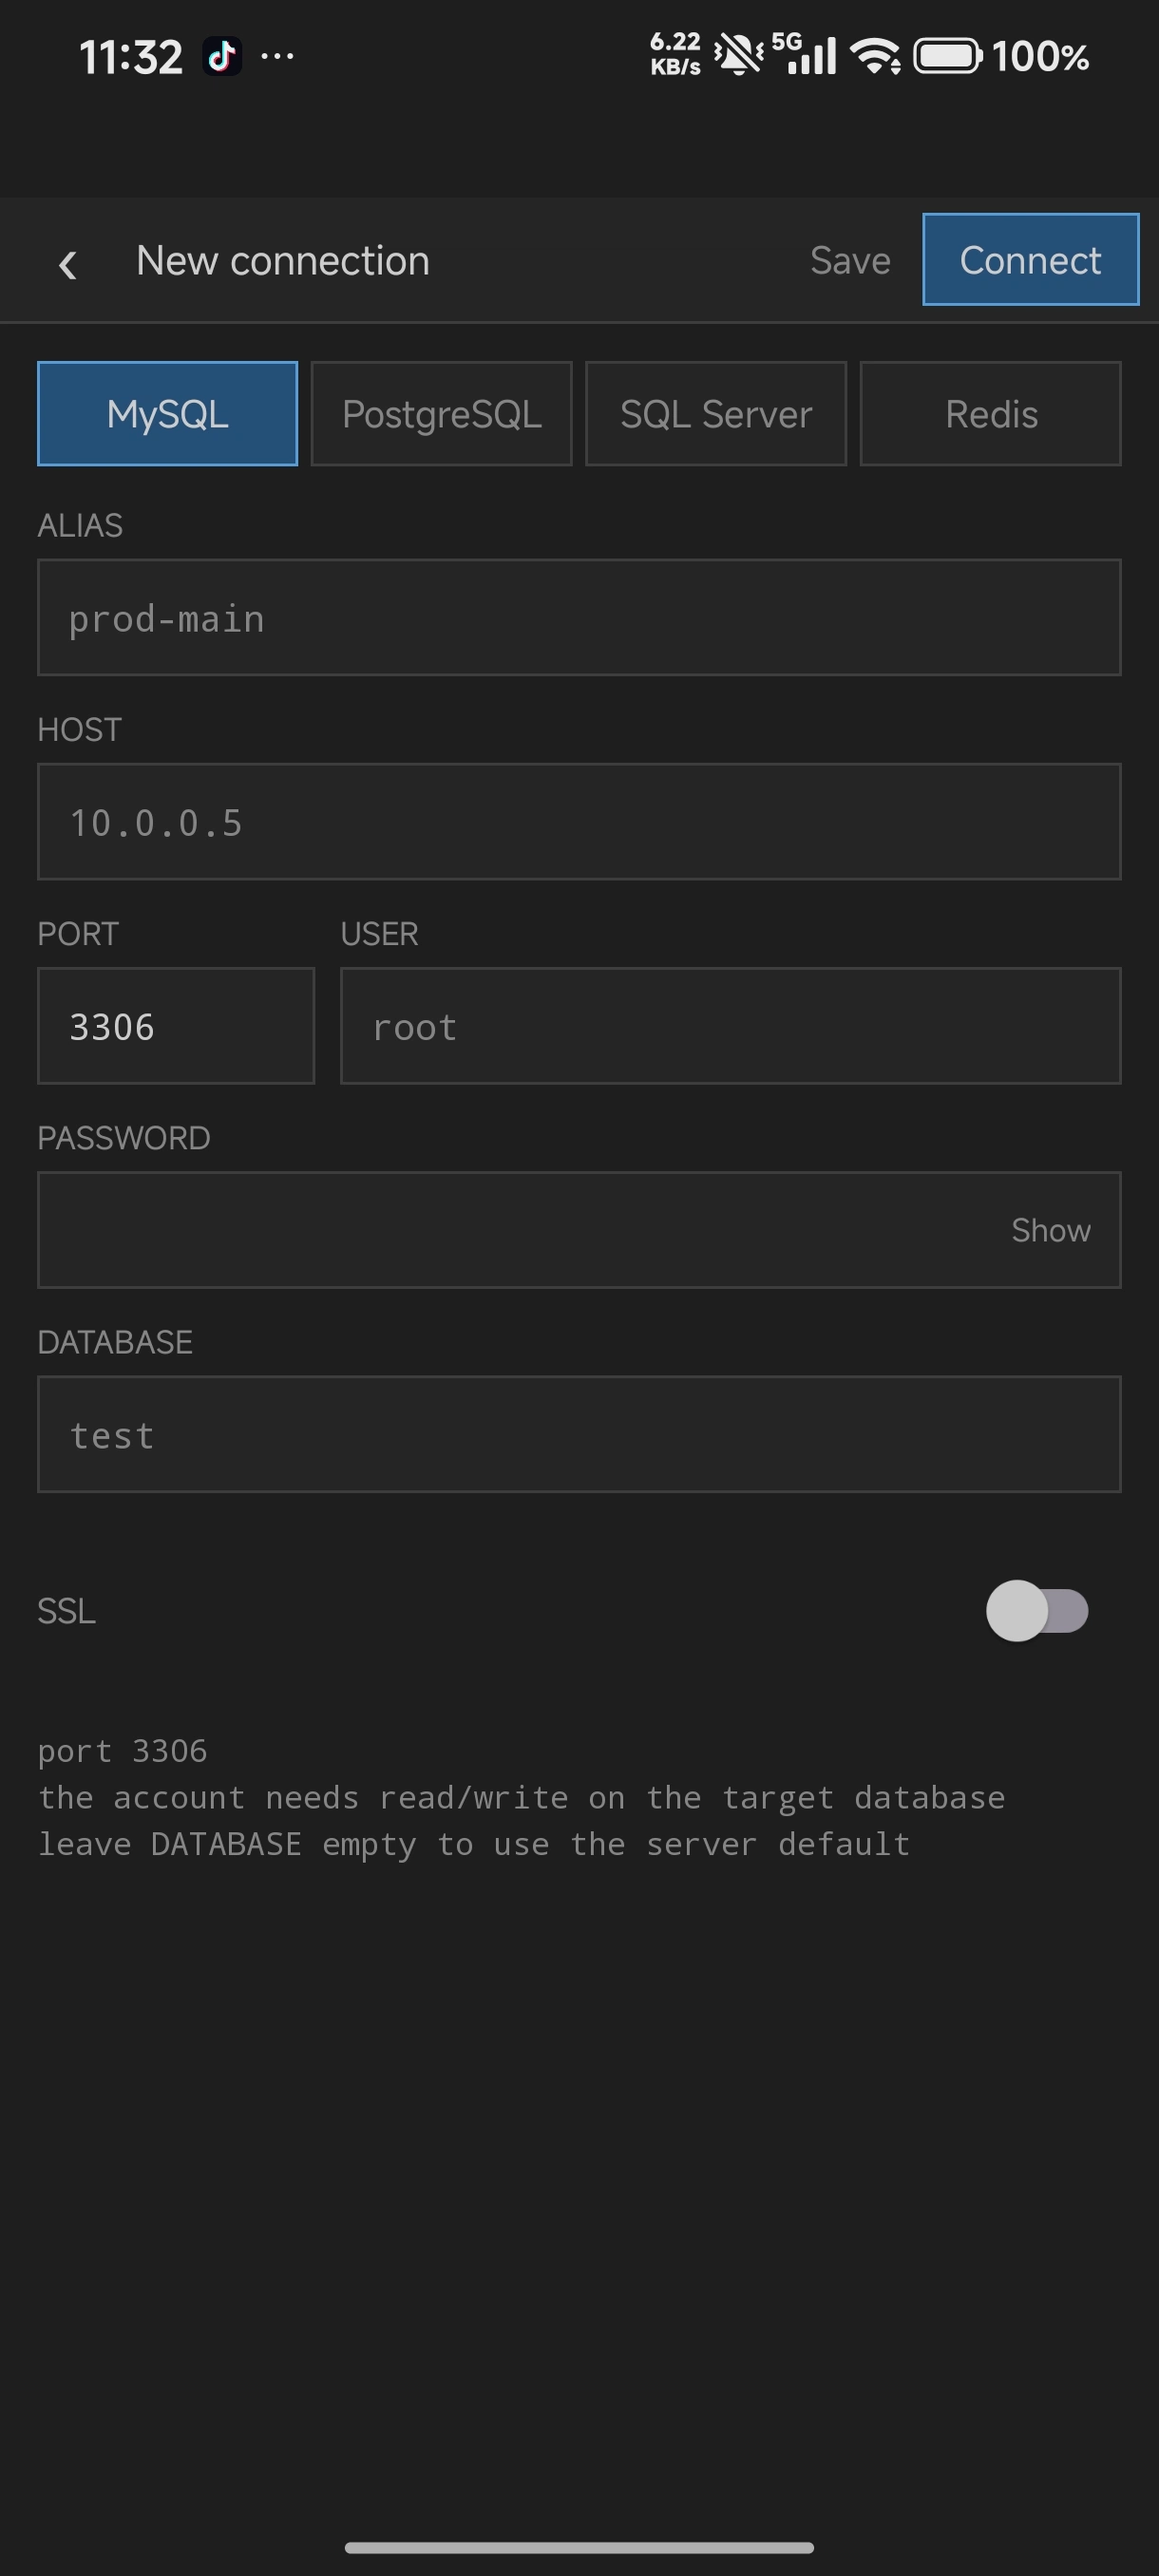 11:32 ... 6.22 KB/s 5G 100%
‹ New connection Save Connect
MySQL PostgreSQL SQL Server Redis
ALIAS
prod-main
HOST
10.0.0.5
PORT USER
3306 root
PASSWORD
Show
DATABASE
test
SSL
port 3306
the account needs read/write on the target database
leave DATABASE empty to use the server default